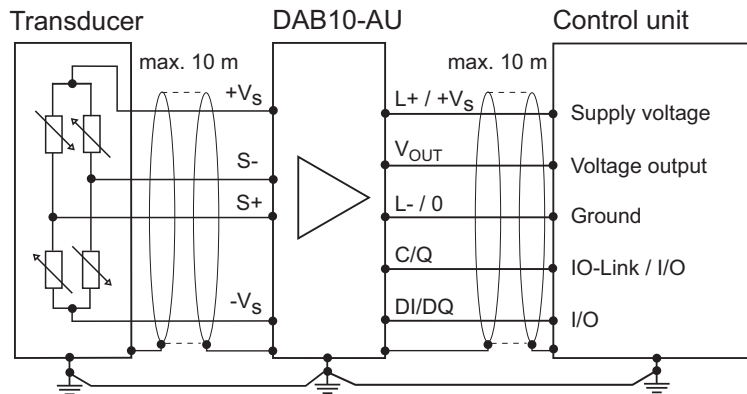 Transducer
DAB10-AU
Control unit
max. 10 m
max. 10 m
+Vs
L+ / +Vs
Supply voltage
S-
VOUT
Voltage output
S+
L- / 0
Ground
C/Q
IO-Link / I/O
-Vs
DI/DQ
I/O